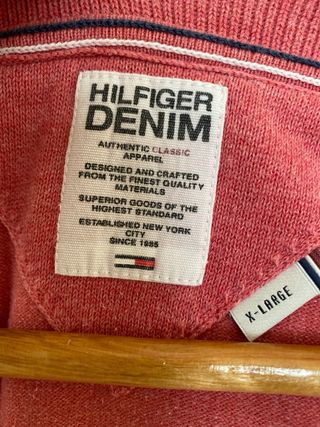 HILFIGER
DENIM
AUTHENTIC CLASSIC
APPAREL
DESIGNED AND CRAFTED
FROM THE FINEST QUALITY
MATERIALS
SUPERIOR GOODS OF THE
HIGHEST STANDARD
ESTABLISHED NEW YORK
CITY
SINCE 1985
X-LARGE